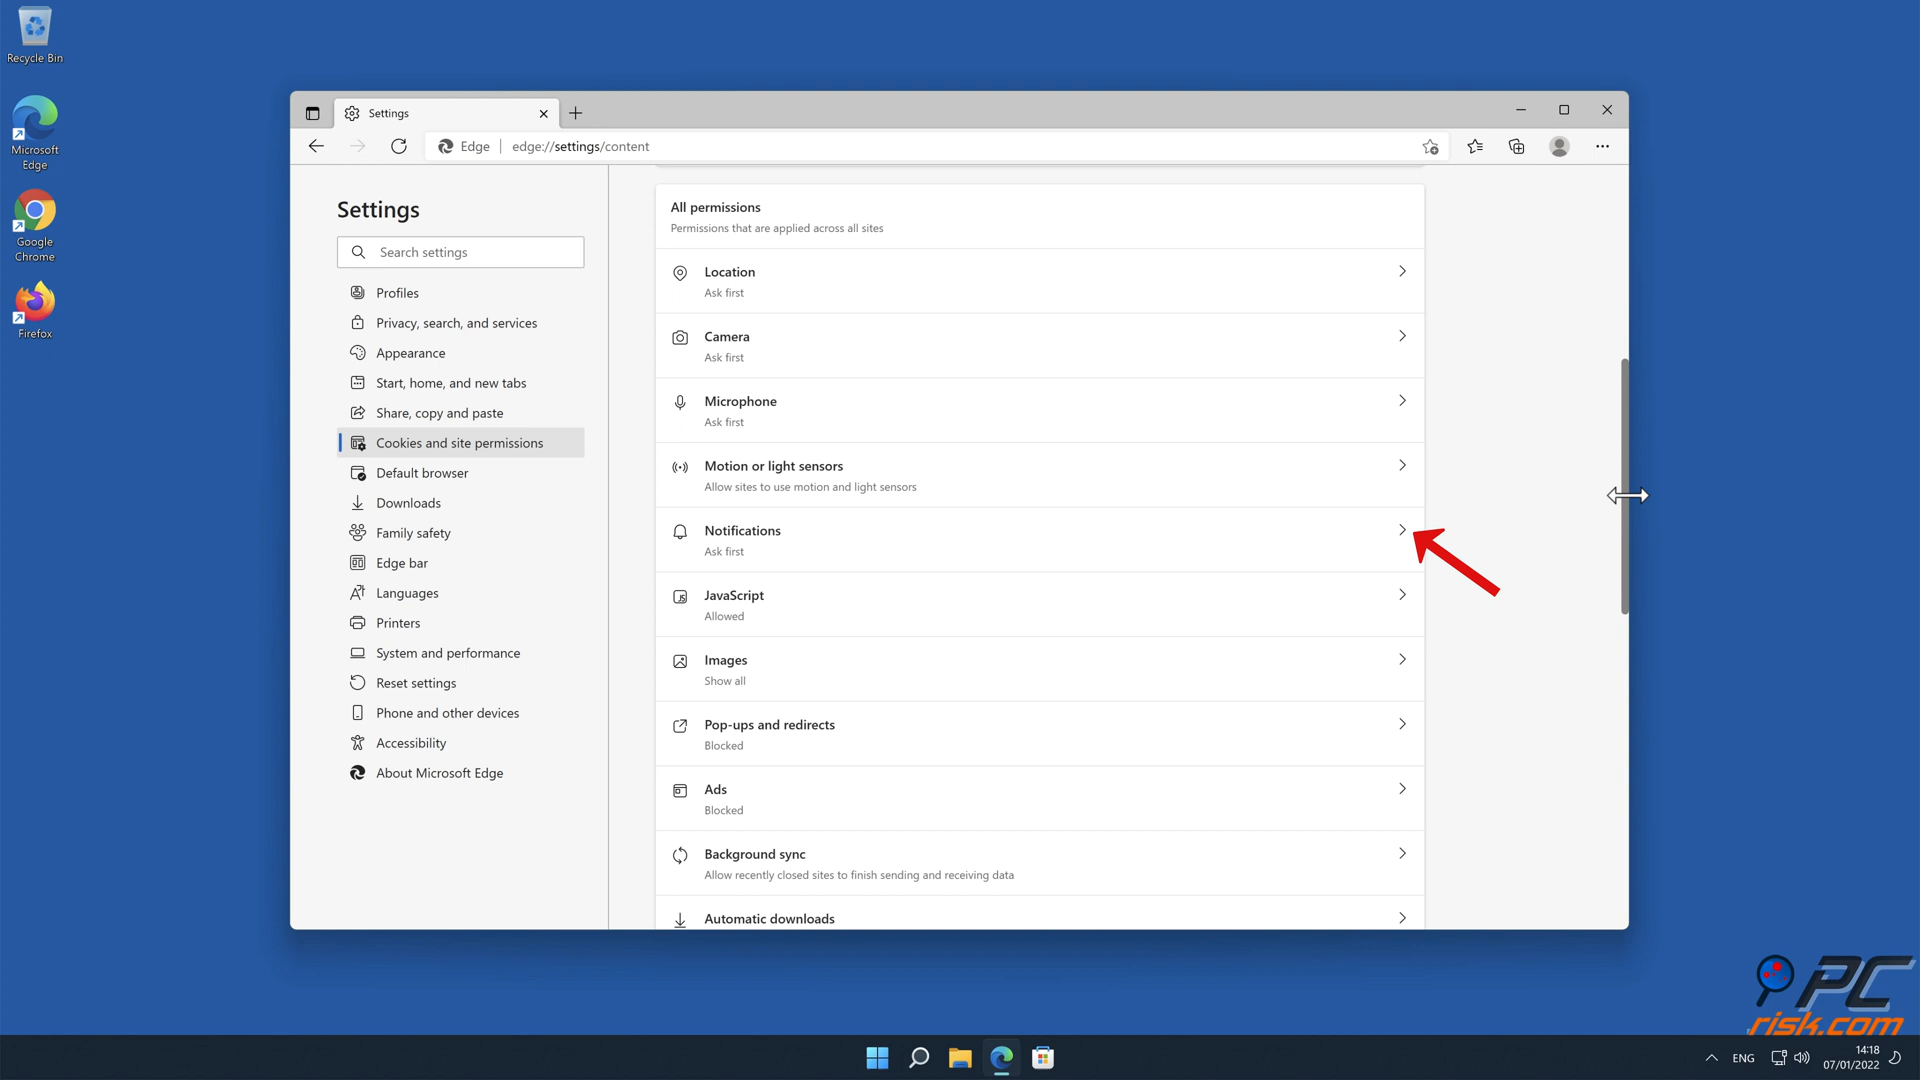 Recycle Bin
Microsoft
Edge
Google
Chrome
Firefox
Settings
Edge
edge://settings/content
Settings
Search settings
Profiles
Privacy, search, and services
Appearance
Start, home, and new tabs
Share, copy and paste
Cookies and site permissions
Default browser
Downloads
Family safety
Edge bar
Languages
Printers
System and performance
Reset settings
Phone and other devices
Accessibility
About Microsoft Edge
All permissions
Permissions that are applied across all sites
Location
Ask first
Camera
Ask first
Microphone
Ask first
Motion or light sensors
Allow sites to use motion and light sensors
Notifications
Ask first
JavaScript
Allowed
Images
Show all
Pop-ups and redirects
Blocked
Ads
Blocked
Background sync
Allow recently closed sites to finish sending and receiving data
Automatic downloads
PC
risk.com
ENG
14:18
07/01/2022